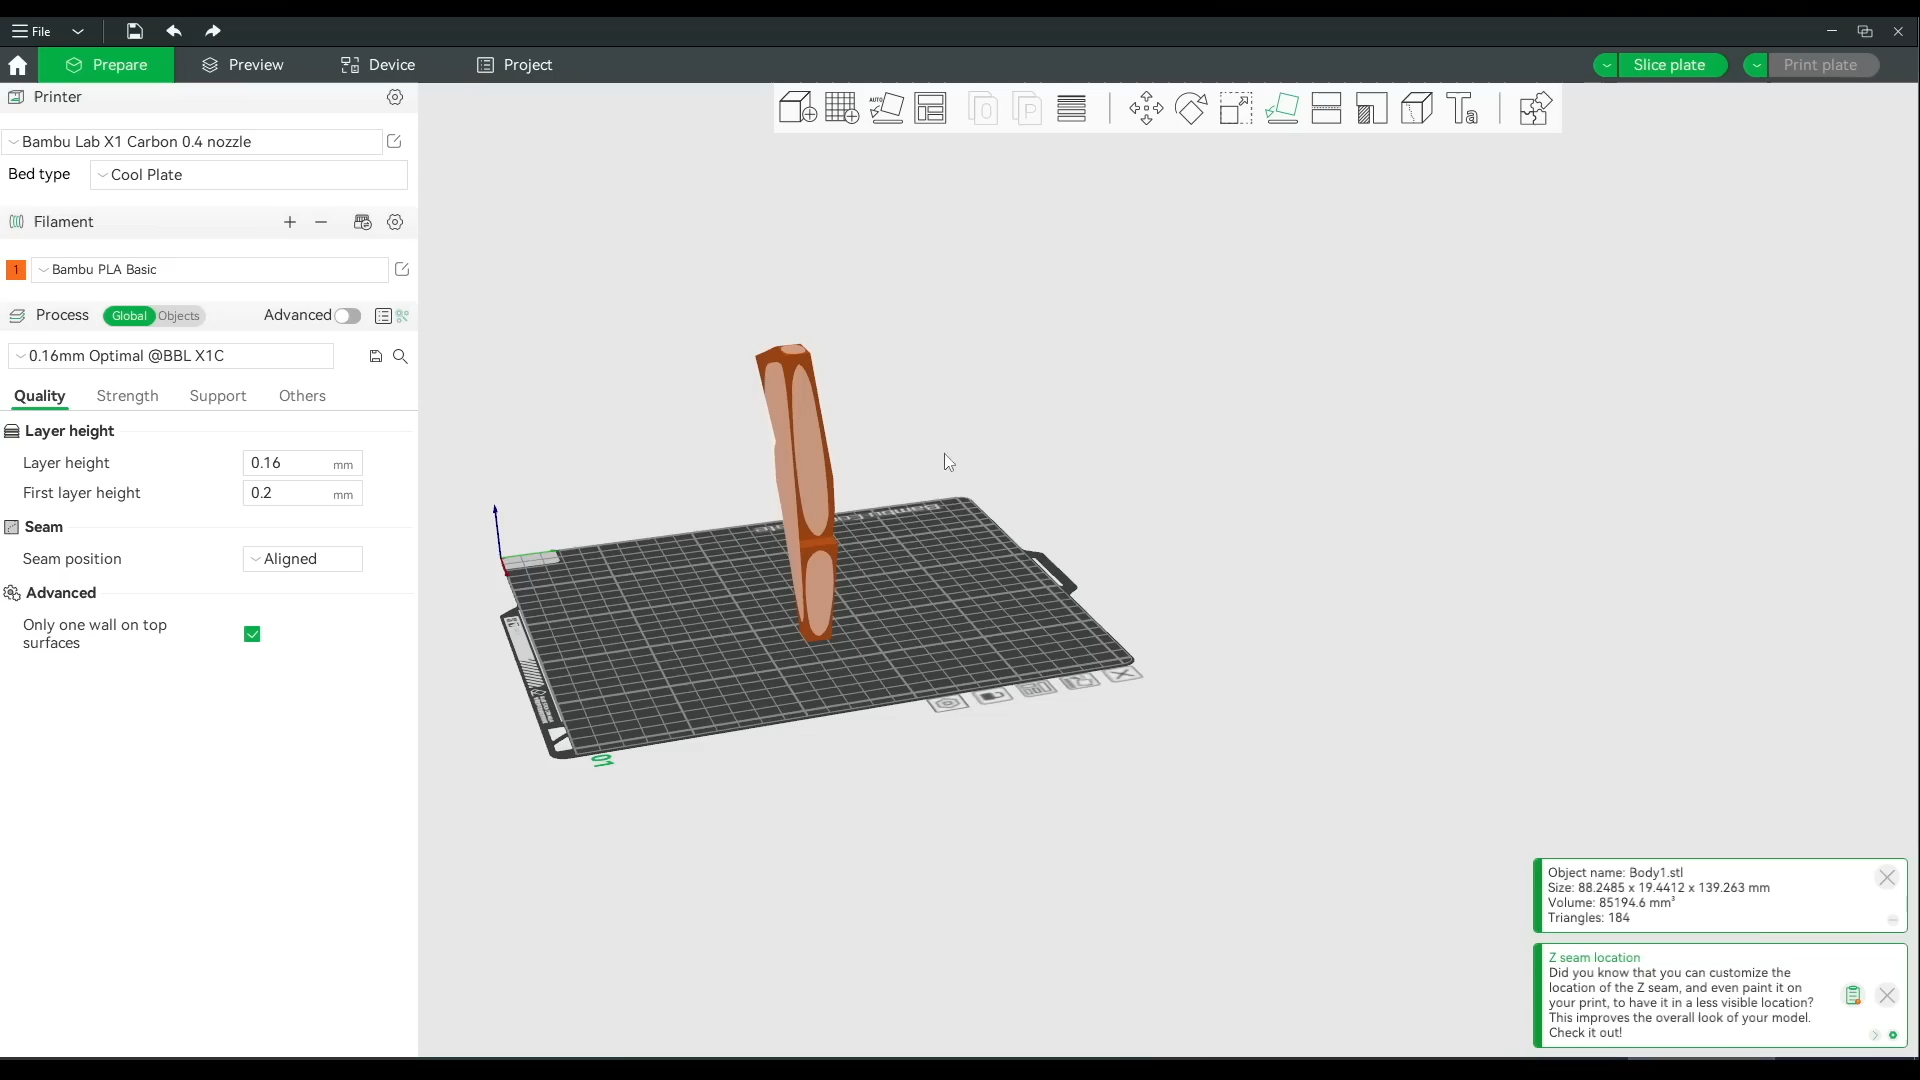 File
Prepare
Preview
Device
Project
Slice plate
Print plate
Printer
Bambu Lab X1 Carbon 0.4 nozzle
Bed type
Cool Plate
Filament
1
Bambu PLA Basic
Process
Global
Objects
Advanced
0.16mm Optimal @BBL X1C
Quality
Strength
Support
Others
Layer height
Layer height
0.16
mm
First layer height
0.2
mm
Seam
Seam position
Aligned
Advanced
Only one wall on top
surfaces
AUTO
O
P
Ta
01
Object name: Body1.stl
Size: 88.2485 x 19.4412 x 139.263 mm
Volume: 85194.6 mm³
Triangles: 184
Z seam location
Did you know that you can customize the
location of the Z seam, and even paint it on
your print, to have it in a less visible location?
This improves the overall look of your model.
Check it out!